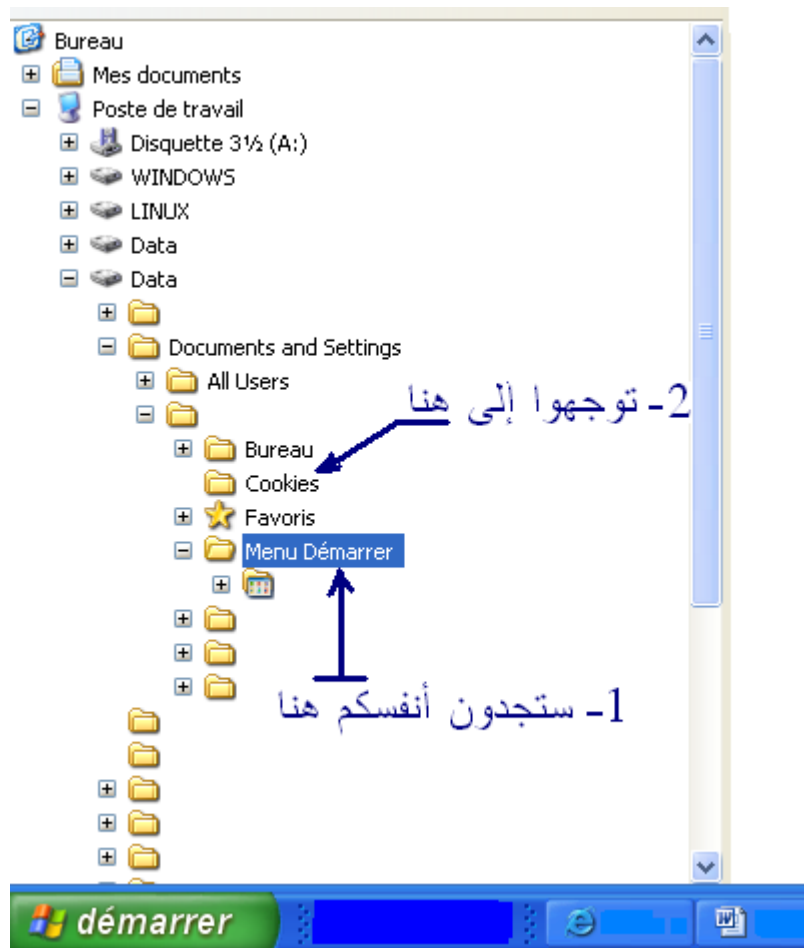 Bureau
Mes documents
Poste de travail
Disquette 3½ (A:)
WINDOWS
LINUX
Data
Data
Documents and Settings
All Users
2- توجهوا إلى هنا
Bureau
Cookies
Favoris
Menu Démarrer
1- ستجدون أنفسكم هنا
démarrer